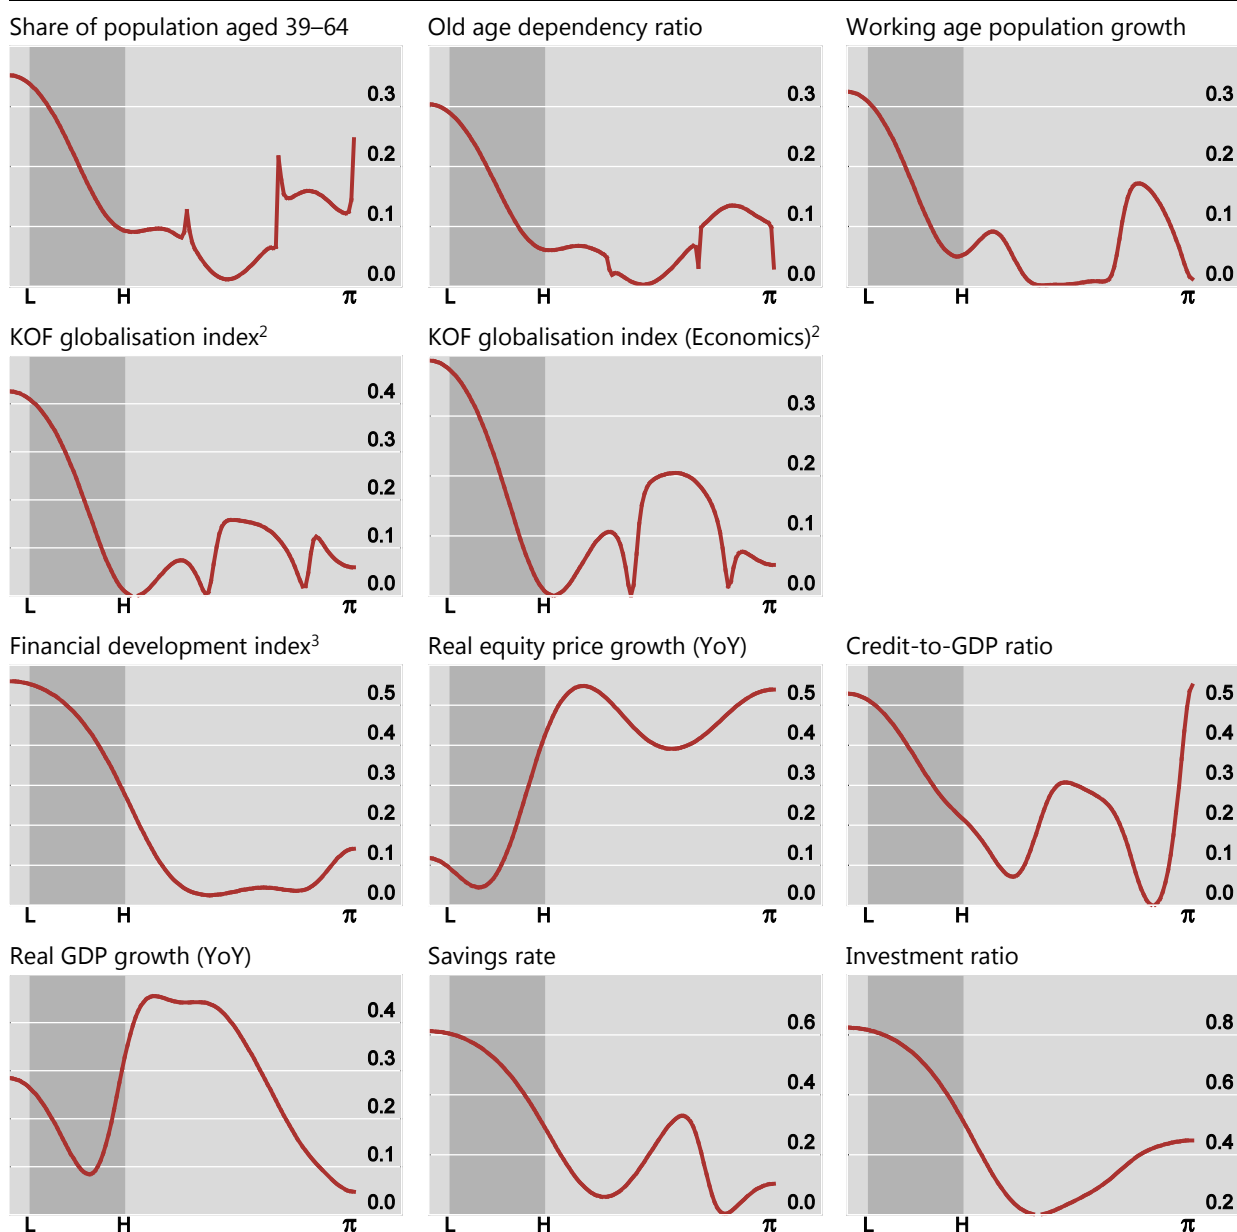 Share of population aged 39–64
Old age dependency ratio
Working age population growth
0.3
0.2
0.1
0.0
L H π
0.3
0.2
0.1
0.0
L H π
0.3
0.2
0.1
0.0
L H π
KOF globalisation index²
KOF globalisation index (Economics)²
0.4
0.3
0.2
0.1
0.0
L H π
0.3
0.2
0.1
0.0
L H π
Financial development index³
Real equity price growth (YoY)
Credit-to-GDP ratio
0.5
0.4
0.3
0.2
0.1
0.0
L H π
0.5
0.4
0.3
0.2
0.1
0.0
L H π
0.5
0.4
0.3
0.2
0.1
0.0
L H π
Real GDP growth (YoY)
Savings rate
Investment ratio
0.4
0.3
0.2
0.1
0.0
L H π
0.6
0.4
0.2
0.0
L H π
0.8
0.6
0.4
0.2
L H π